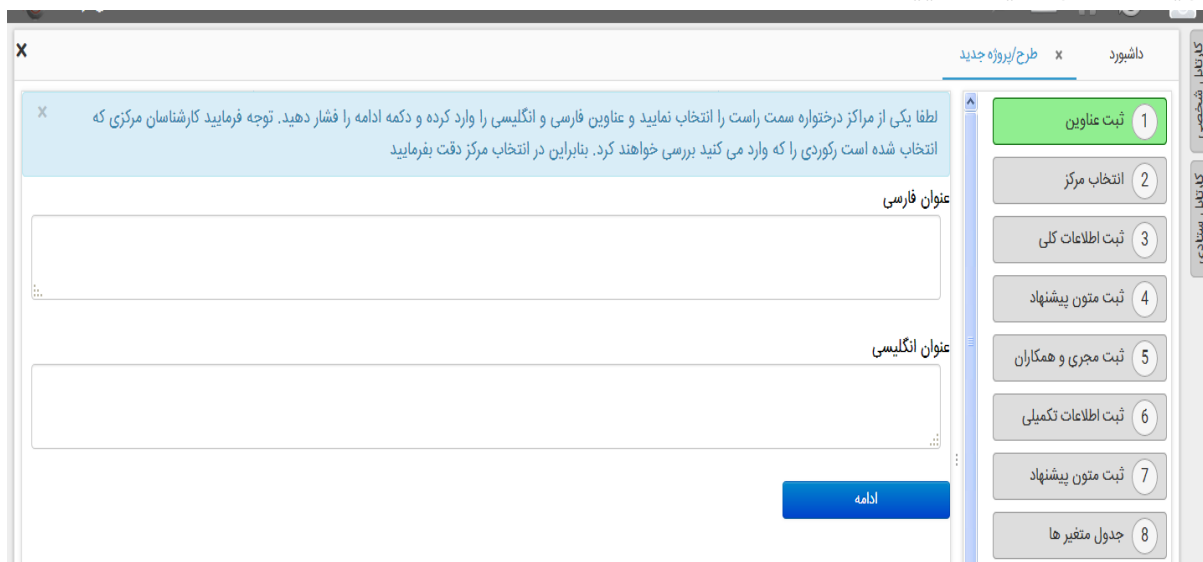 داشبورد
x طرح/پروژه جدید
x
کارتابل شخصی
کارتابل ستادی
1 ثبت عناوین
2 انتخاب مرکز
3 ثبت اطلاعات کلی
4 ثبت متون پیشنهاد
5 ثبت مجری و همکاران
6 ثبت اطلاعات تکمیلی
7 ثبت متون پیشنهاد
8 جدول متغیر ها
لطفا یکی از مراکز درختواره سمت راست را انتخاب نمایید و عناوین فارسی و انگلیسی را وارد کرده و دکمه ادامه را فشار دهید. توجه فرمایید کارشناسان مرکزی که
انتخاب شده است رکوردی را که وارد می کنید بررسی خواهند کرد. بنابراین در انتخاب مرکز دقت بفرمایید
x
عنوان فارسی
عنوان انگلیسی
ادامه